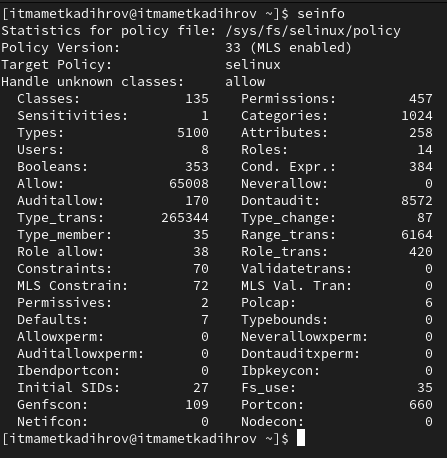 [itmametkadihrov@itmametkadihrov ~]$ seinfo
Statistics for policy file: /sys/fs/selinux/policy
Policy Version:             33 (MLS enabled)
Target Policy:              selinux
Handle unknown classes:     allow
  Classes:             135    Permissions:         457
  Sensitivities:         1    Categories:         1024
  Types:              5100    Attributes:          258
  Users:                 8    Roles:                14
  Booleans:            353    Cond. Expr.:         384
  Allow:             65008    Neverallow:            0
  Auditallow:          170    Dontaudit:          8572
  Type_trans:       265344    Type_change:          87
  Type_member:          35    Range_trans:        6164
  Role allow:           38    Role_trans:          420
  Constraints:          70    Validatetrans:         0
  MLS Constrain:        72    MLS Val. Tran:         0
  Permissives:           2    Polcap:                6
  Defaults:              7    Typebounds:            0
  Allowxperm:            0    Neverallowxperm:       0
  Auditallowxperm:       0    Dontauditxperm:        0
  Ibendportcon:          0    Ibpkeycon:             0
  Initial SIDs:         27    Fs_use:               35
  Genfscon:            109    Portcon:             660
  Netifcon:              0    Nodecon:               0
[itmametkadihrov@itmametkadihrov ~]$